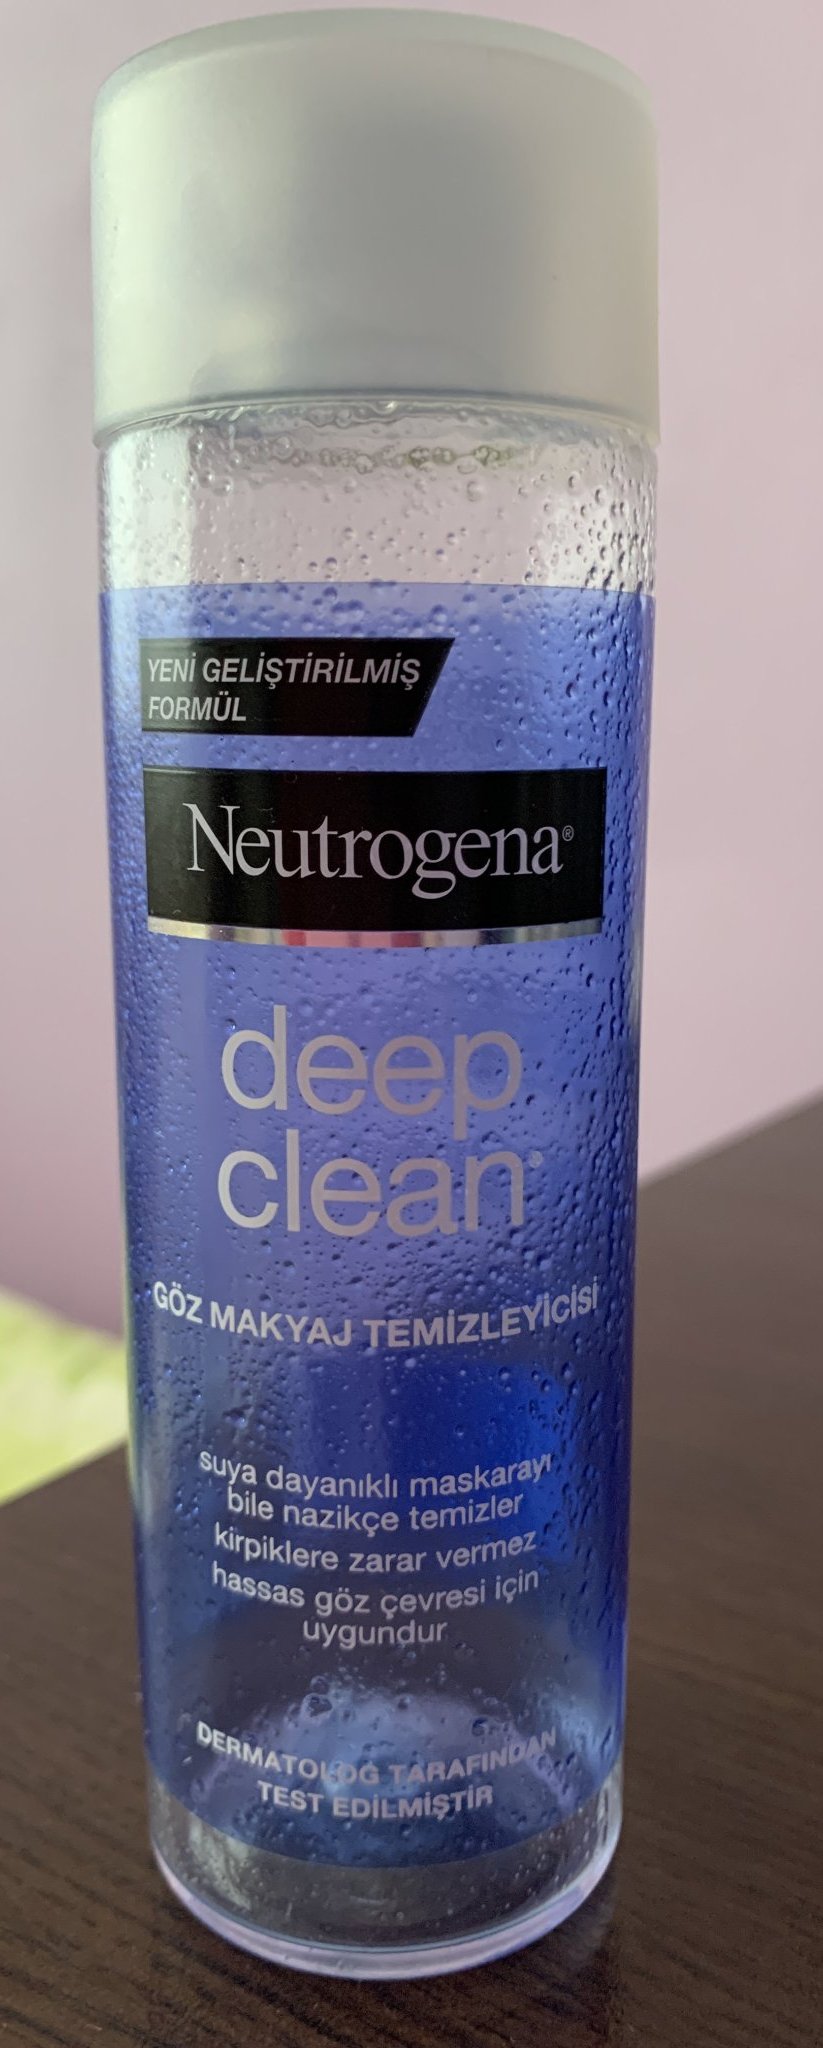 YENİ GELİŞTİRİLMİŞ
FORMÜL
Neutrogena®
deep
clean®
GÖZ MAKYAJ TEMİZLEYİCİSİ
suya dayanıklı maskarayı
bile nazikçe temizler
kirpiklere zarar vermez
hassas göz çevresi için
uygundur
DERMATOLOG TARAFINDAN
TEST EDİLMİŞTİR